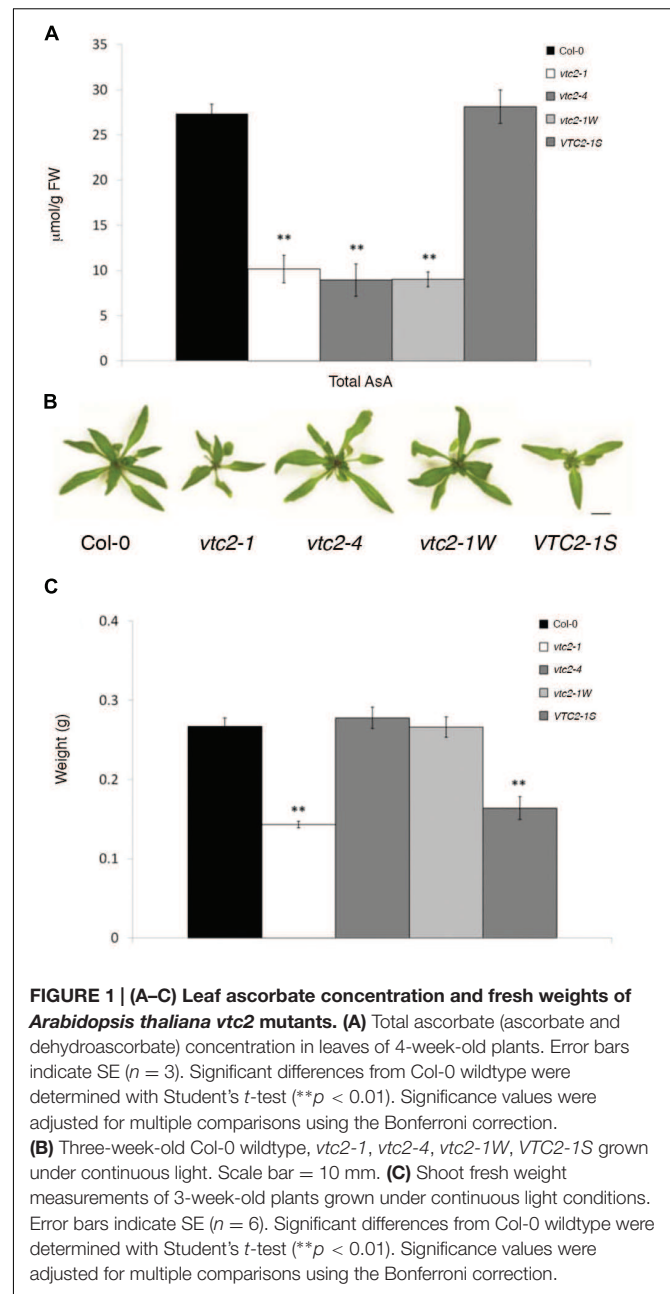 A
35
30
25
20
15
10
5
0
μmol/g FW
**
**
**
Col-0
vtc2-1
vtc2-4
vtc2-1W
VTC2-1S
Total AsA
B
Col-0 vtc2-1 vtc2-4 vtc2-1W VTC2-1S
C
0.4
0.3
0.2
0.1
0
Weight (g)
**
**
Col-0
vtc2-1
vtc2-4
vtc2-1W
VTC2-1S
FIGURE 1 | (A–C) Leaf ascorbate concentration and fresh weights of
Arabidopsis thaliana vtc2 mutants. (A) Total ascorbate (ascorbate and
dehydroascorbate) concentration in leaves of 4-week-old plants. Error bars
indicate SE (n = 3). Significant differences from Col-0 wildtype were
determined with Student's t-test (**p < 0.01). Significance values were
adjusted for multiple comparisons using the Bonferroni correction.
(B) Three-week-old Col-0 wildtype, vtc2-1, vtc2-4, vtc2-1W, VTC2-1S grown
under continuous light. Scale bar = 10 mm. (C) Shoot fresh weight
measurements of 3-week-old plants grown under continuous light conditions.
Error bars indicate SE (n = 6). Significant differences from Col-0 wildtype were
determined with Student's t-test (**p < 0.01). Significance values were
adjusted for multiple comparisons using the Bonferroni correction.